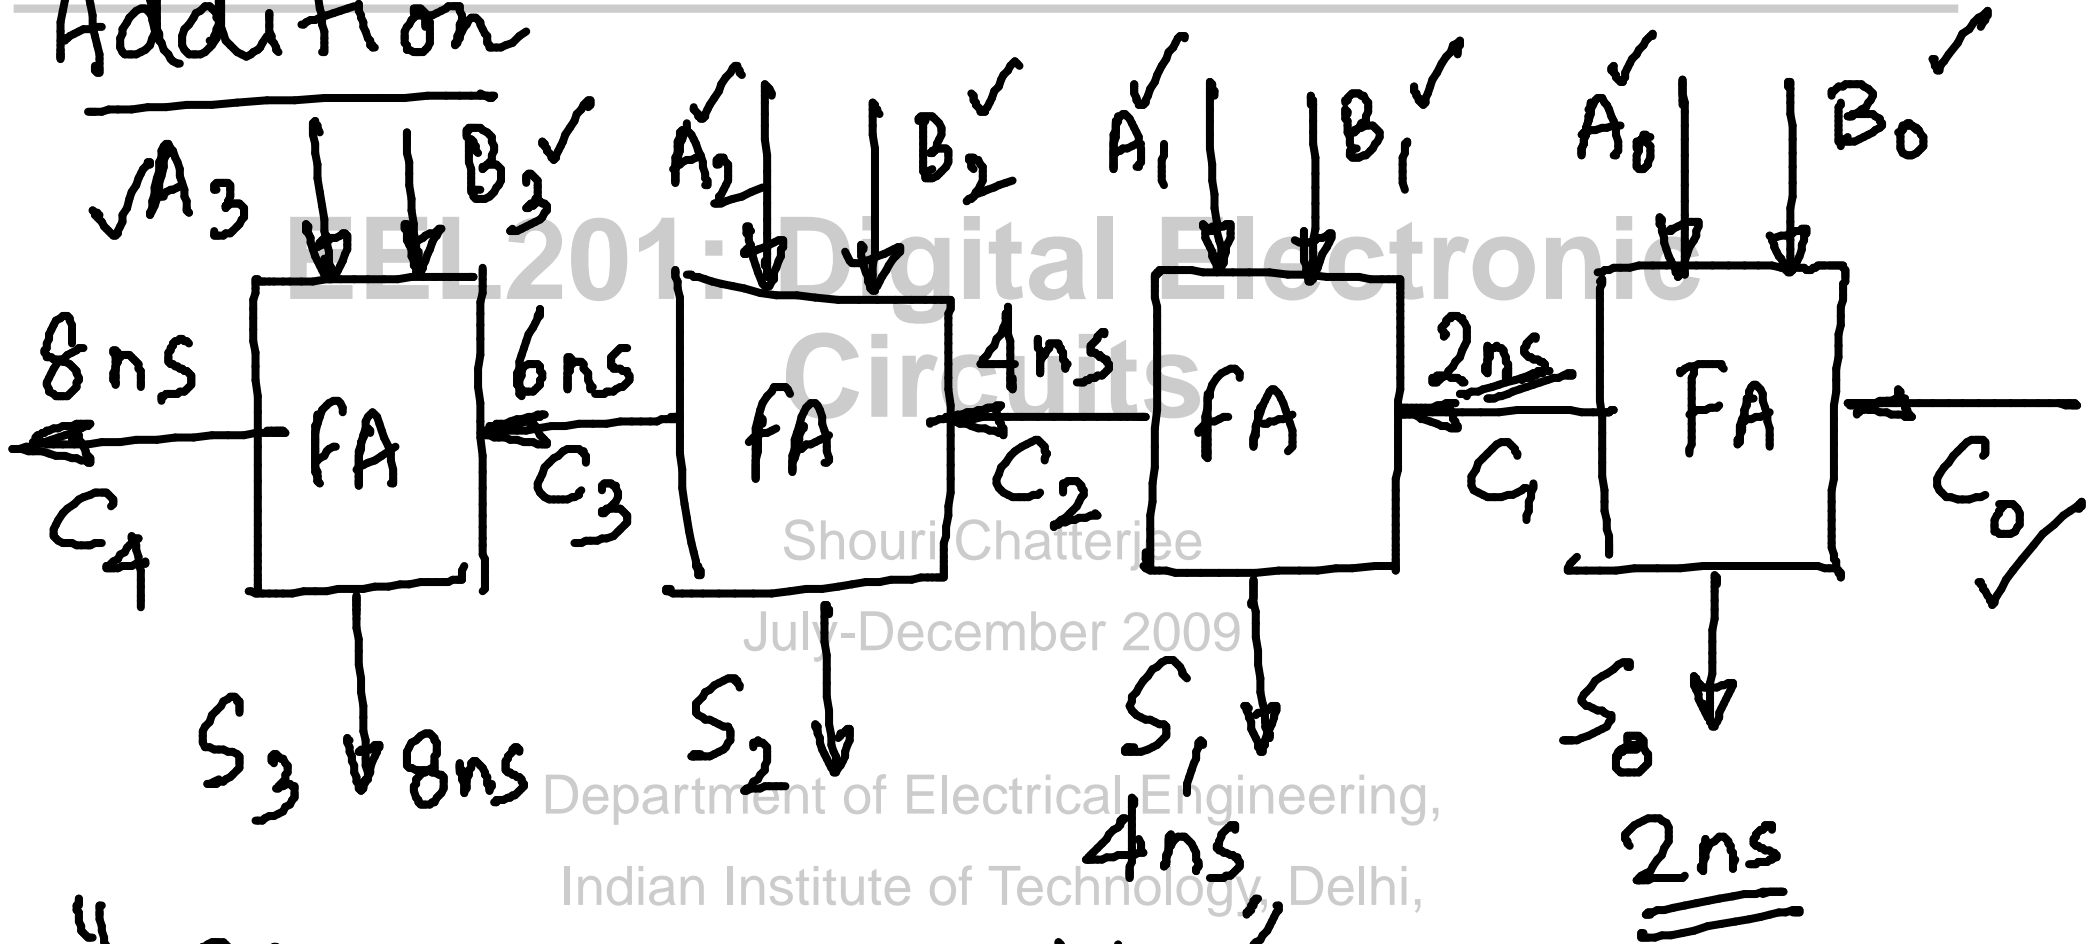 Addition
A3 B3 A2 B2 A1 B1 A0 B0
EEL201: Digital Electronic
Circuits
8ns FA 6ns FA 4ns FA 2ns FA
C4 C3 C2 C1 C0
Shouri Chatterjee
July-December 2009
S3 8ns S2 S1 S0
Department of Electrical Engineering,
4ns 2ns
Indian Institute of Technology, Delhi,